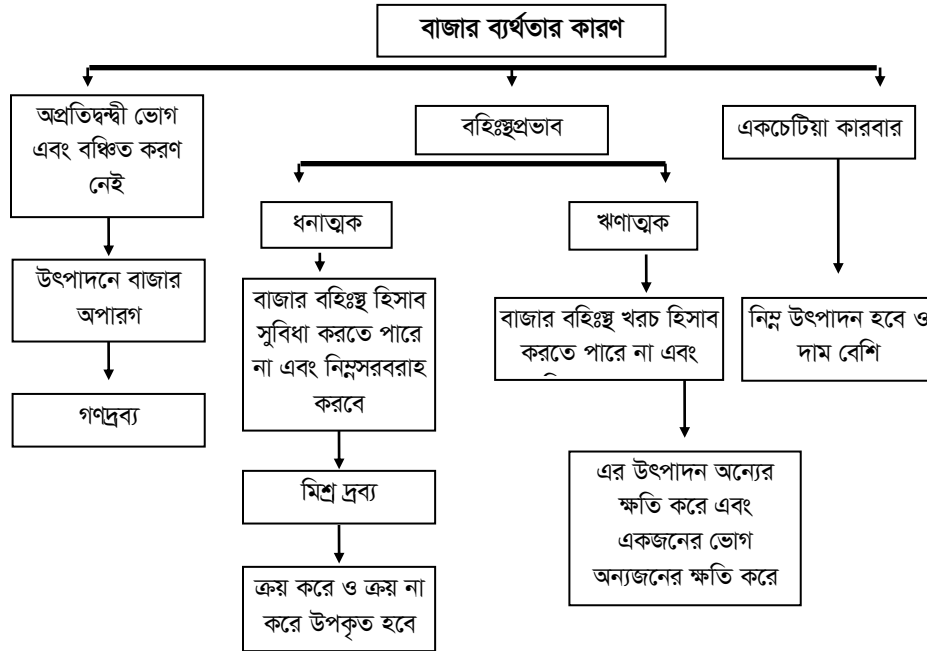 বাজার ব্যর্থতার কারণ
অপ্রতিদ্বন্দ্বী ভোগ
এবং বঞ্চিত করণ
নেই
উৎপাদনে বাজার
অপারগ
গণদ্রব্য
বহিঃস্থপ্রভাব
ধনাত্মক
বাজার বহিঃস্থ হিসাব
সুবিধা করতে পারে
না এবং নিম্নসরবরাহ
করবে
মিশ্র দ্রব্য
ক্রয় করে ও ক্রয় না
করে উপকৃত হবে
ঋণাত্মক
বাজার বহিঃস্থ খরচ হিসাব
করতে পারে না এবং
এর উৎপাদন অন্যের
ক্ষতি করে এবং
একজনের ভোগ
অন্যজনের ক্ষতি করে
একচেটিয়া কারবার
নিম্ন উৎপাদন হবে ও
দাম বেশি